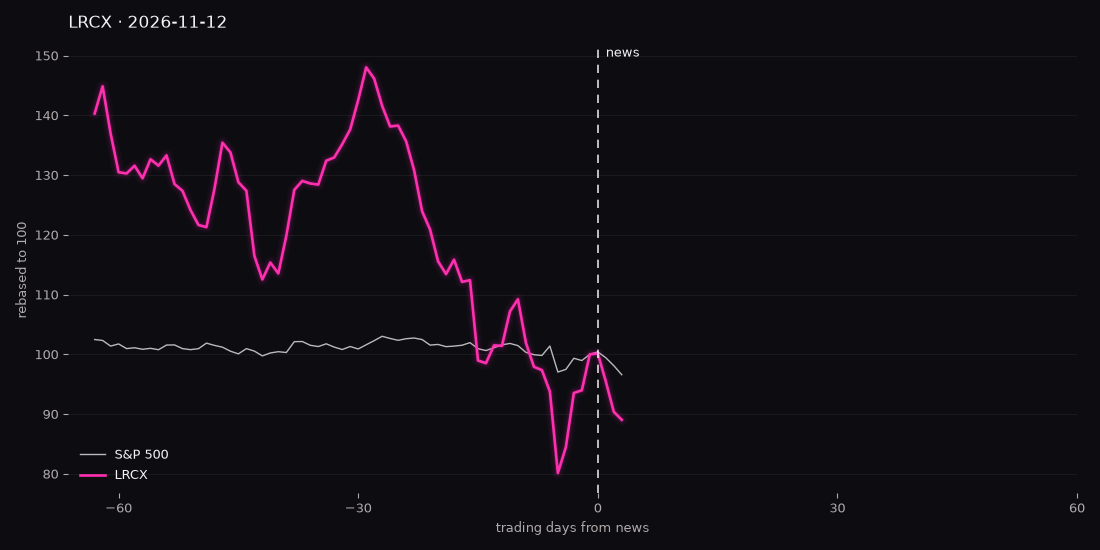 LRCX · 2026-11-12
news
150
140
130
120
110
100
90
80
rebased to 100
S&P 500
LRCX
−60
−30
0
30
60
trading days from news